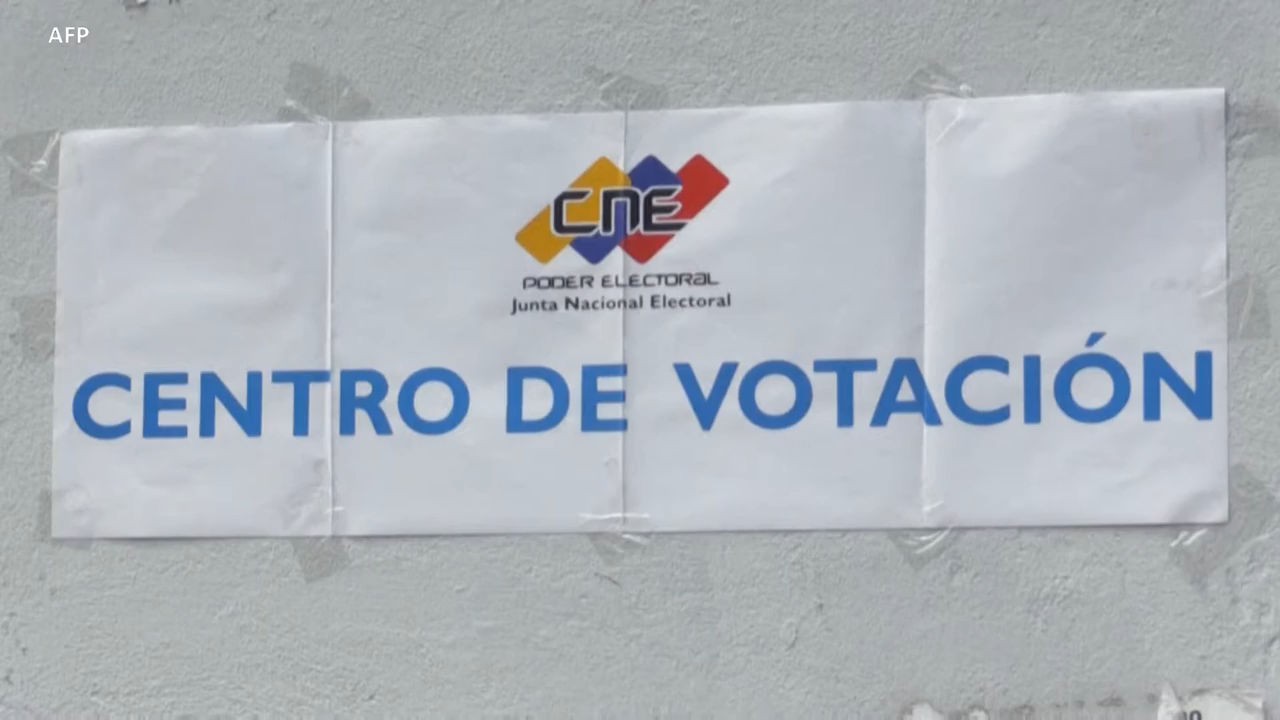 AFP
CNE
PODER ELECTORAL
Junta Nacional Electoral
CENTRO DE VOTACIÓN